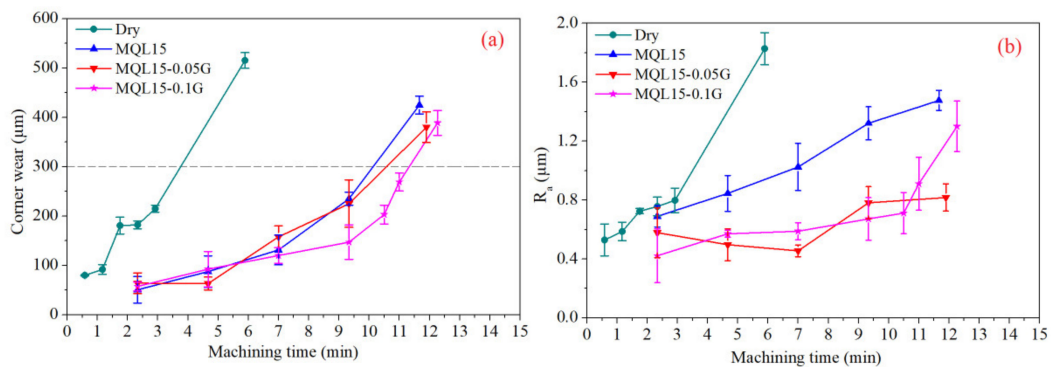 600
500
400
300
200
100
0
Corner wear (μm)
Dry
MQL15
MQL15-0.05G
MQL15-0.1G
(a)
0 1 2 3 4 5 6 7 8 9 10 11 12 13 14 15
Machining time (min)
2.0
1.6
1.2
0.8
0.4
0.0
Ra (μm)
Dry
MQL15
MQL15-0.05G
MQL15-0.1G
(b)
0 1 2 3 4 5 6 7 8 9 10 11 12 13 14 15
Machining time (min)